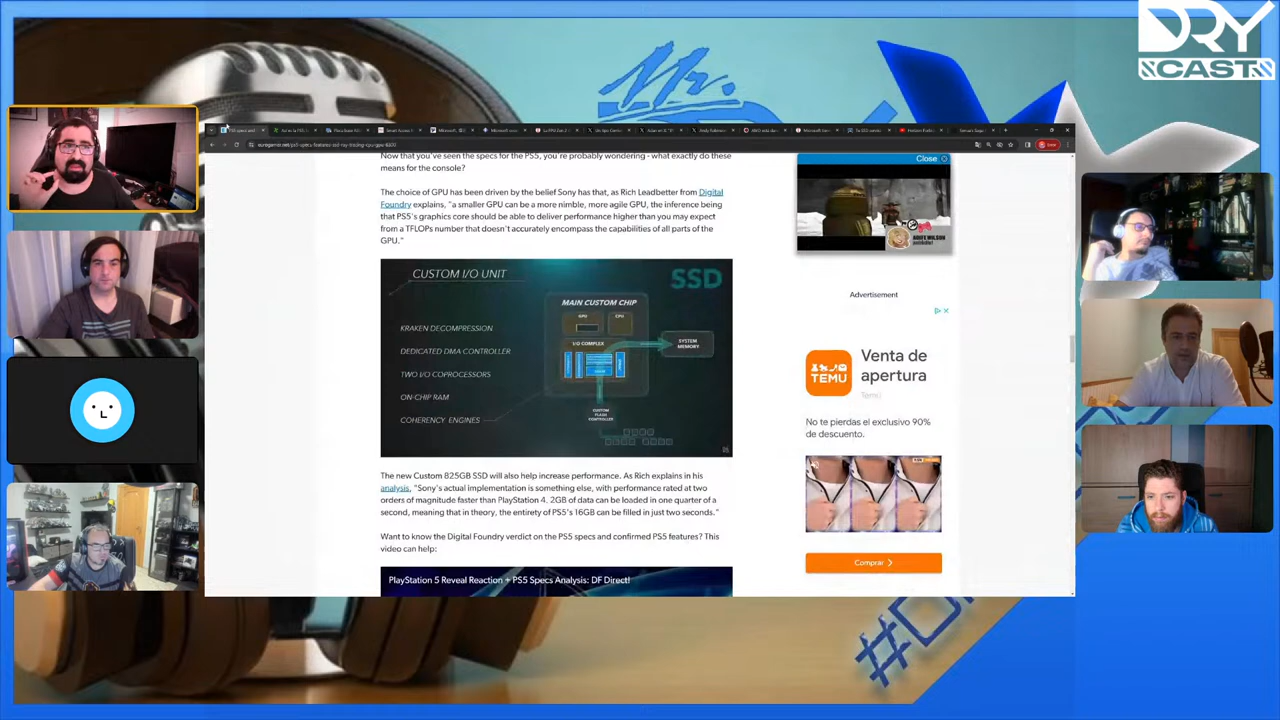 DRY
CAST
Mr.
Now that you've seen the specs for the PS5, you're probably wondering - what exactly do these
means for the console?
The choice of GPU has been driven by the belief Sony has that, as Rich Leadbetter from Digital
Foundry explains, "a smaller GPU can be a more nimble, more agile GPU, the inference being
that PS5's graphics core should be able to deliver performance higher than you may expect
from a TFLOPs number that doesn't accurately encompass the capabilities of all parts of the
GPU."
CUSTOM I/O UNIT
SSD
MAIN CUSTOM CHIP
GPU
CPU
KRAKEN DECOMPRESSION
I/O COMPLEX
SYSTEM
MEMORY
DEDICATED DMA CONTROLLER
TWO I/O COPROCESSORS
ON-CHIP RAM
COHERENCY ENGINES
CUSTOM
FLASH
CONTROLLER
The new Custom 825GB SSD will also help increase performance. As Rich explains in his
analysis, "Sony's actual implementation is something else, with performance rated at two
orders of magnitude faster than PlayStation 4. 2GB of data can be loaded in one quarter of a
second, meaning that in theory, the entirety of PS5's 16GB can be filled in just two seconds."
Want to know the Digital Foundry verdict on the PS5 specs and confirmed PS5 features? This
video can help:
PlayStation 5 Reveal Reaction + PS5 Specs Analysis: DF Direct!
Close
Advertisement
TEMU
Venta de
apertura
Temu
No te pierdas el exclusivo 90%
de descuento.
Comprar